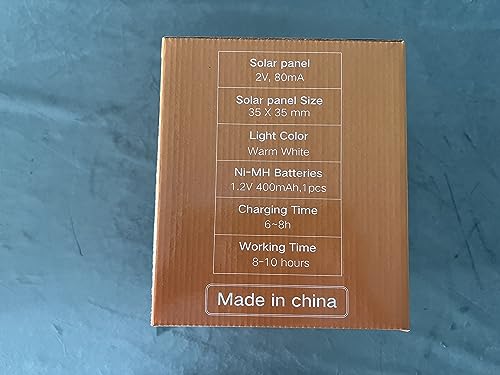 Solar panel
2V, 80mA
Solar panel Size
35 X 35 mm
Light Color
Warm White
Ni-MH Batteries
1.2V 400mAh,1pcs
Charging Time
6~8h
Working Time
8-10 hours
Made in china